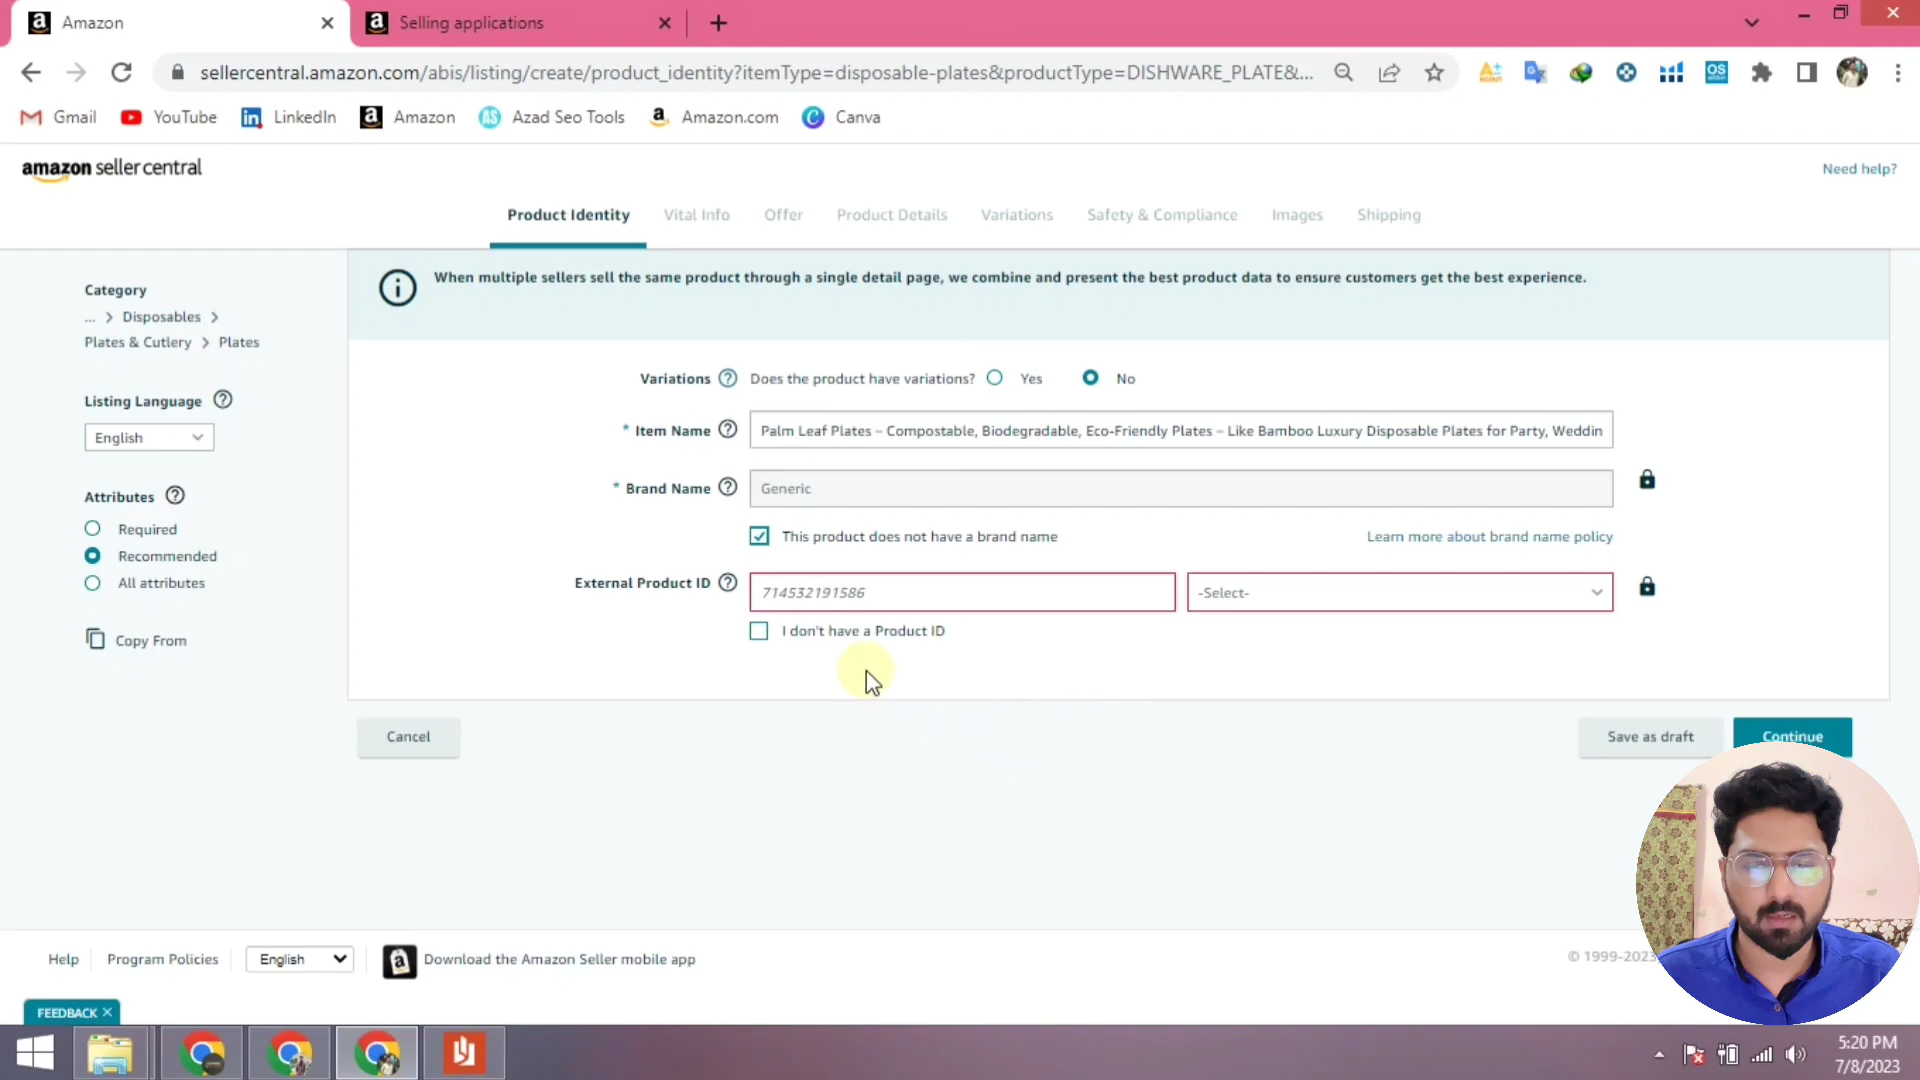 Amazon
Selling applications
sellercentral.amazon.com/abis/listing/create/product_identity?itemType=disposable-plates&productType=DISHWARE_PLATE&...
Gmail
YouTube
LinkedIn
Amazon
Azad Seo Tools
Amazon.com
Canva
amazon seller central
Need help?
Product Identity
Vital Info
Offer
Product Details
Variations
Safety & Compliance
Images
Shipping
When multiple sellers sell the same product through a single detail page, we combine and present the best product data to ensure customers get the best experience.
Category
... > Disposables >
Plates & Cutlery > Plates
Listing Language
English
Attributes
Required
Recommended
All attributes
Copy From
Variations Does the product have variations? Yes No
* Item Name Palm Leaf Plates – Compostable, Biodegradable, Eco-Friendly Plates – Like Bamboo Luxury Disposable Plates for Party, Weddin
* Brand Name Generic
This product does not have a brand name
Learn more about brand name policy
External Product ID 714532191586 -Select-
I don't have a Product ID
Cancel
Save as draft
Continue
Help
Program Policies
English
Download the Amazon Seller mobile app
© 1999-2023
FEEDBACK
5:20 PM
7/8/2023